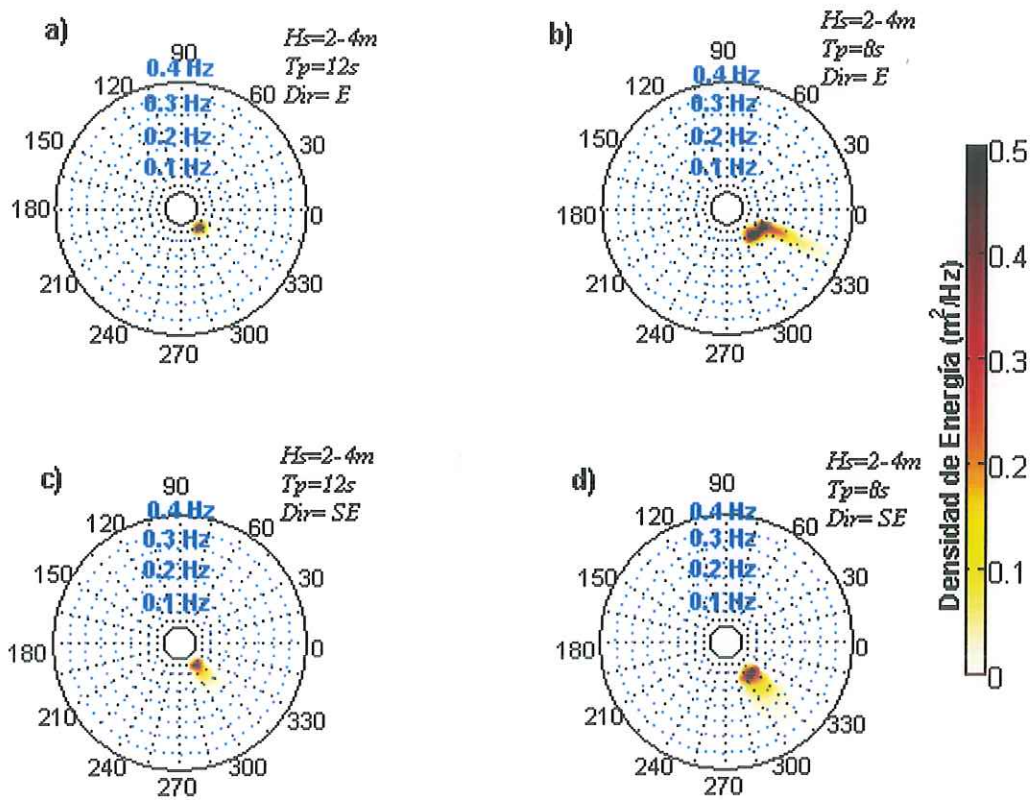 a)
Hs=2-4m
Tp=12s
Dir= E
90
0.4 Hz
0.3 Hz
0.2 Hz
0.1 Hz
120
60
150
30
180
0
210
330
240
300
270
b)
Hs=2-4m
Tp=8s
Dir= E
90
0.4 Hz
0.3 Hz
0.2 Hz
0.1 Hz
120
60
150
30
180
0
210
330
240
300
270
c)
Hs=2-4m
Tp=12s
Dir= SE
90
0.4 Hz
0.3 Hz
0.2 Hz
0.1 Hz
120
60
150
30
180
0
210
330
240
300
270
d)
Hs=2-4m
Tp=8s
Dir= SE
90
0.4 Hz
0.3 Hz
0.2 Hz
0.1 Hz
120
60
150
30
180
0
210
330
240
300
270
Densidad de Energía (m²/Hz)
0.5
0.4
0.3
0.2
0.1
0